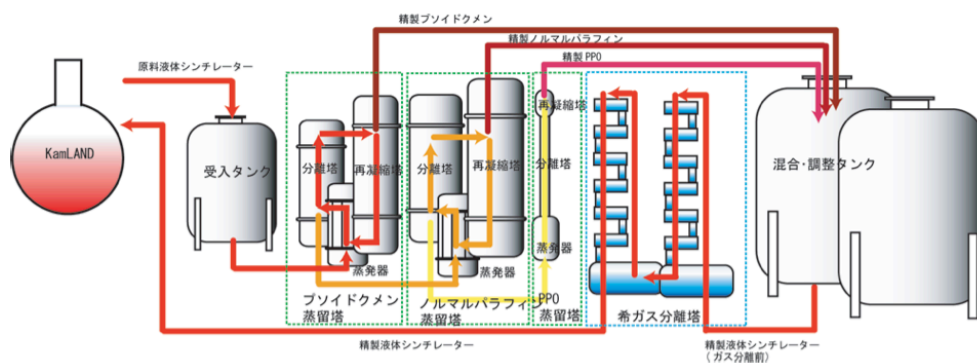 精製プソイドクメン
精製ノルマルパラフィン
精製PPO
原料液体シンチレーター
KamLAND
受入タンク
分離塔
再凝縮塔
蒸発器
プソイドクメン
蒸留塔
分離塔
再凝縮塔
蒸発器
ノルマルパラフィン
蒸留塔
再凝縮塔
分離塔
蒸発器
PPO
蒸留塔
希ガス分離塔
混合・調整タンク
精製液体シンチレーター
精製液体シンチレーター
(ガス分離前)